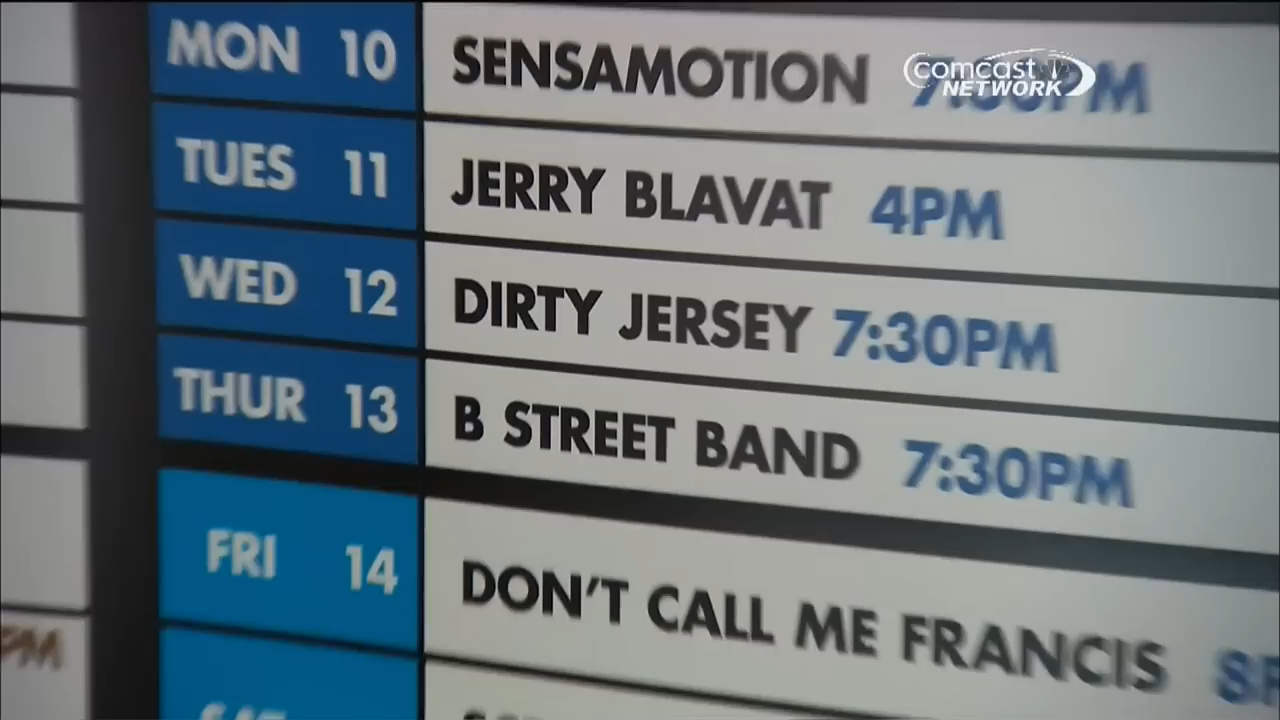 MON 10 SENSAMOTION
comcast
NETWORK
TUES 11 JERRY BLAVAT 4PM
WED 12 DIRTY JERSEY 7:30PM
THUR 13 B STREET BAND 7:30PM
FRI 14 DON'T CALL ME FRANCIS